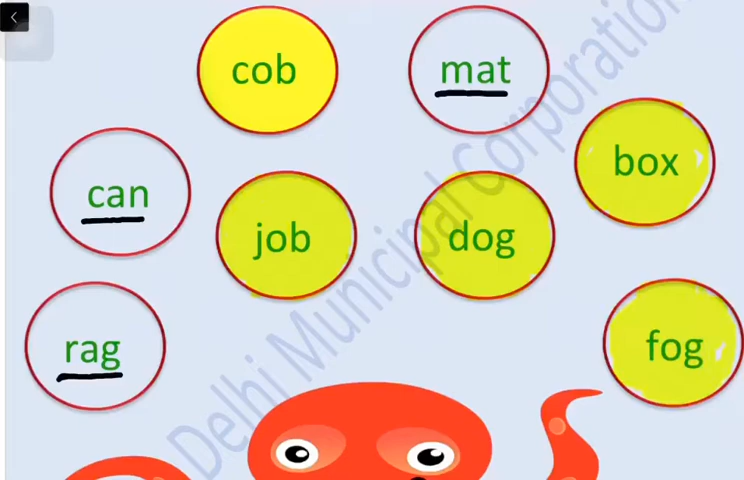 cob
mat
box
can
job
dog
rag
fog
Delhi Municipal Corporation